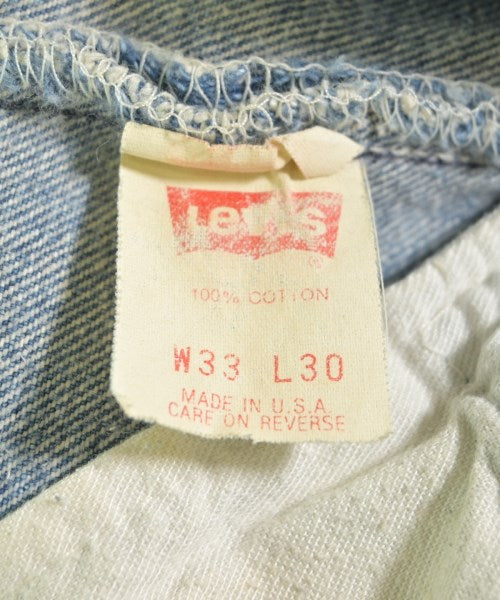 Levi's
®
100% COTTON
W33 L30
MADE IN U.S.A.
CARE ON REVERSE